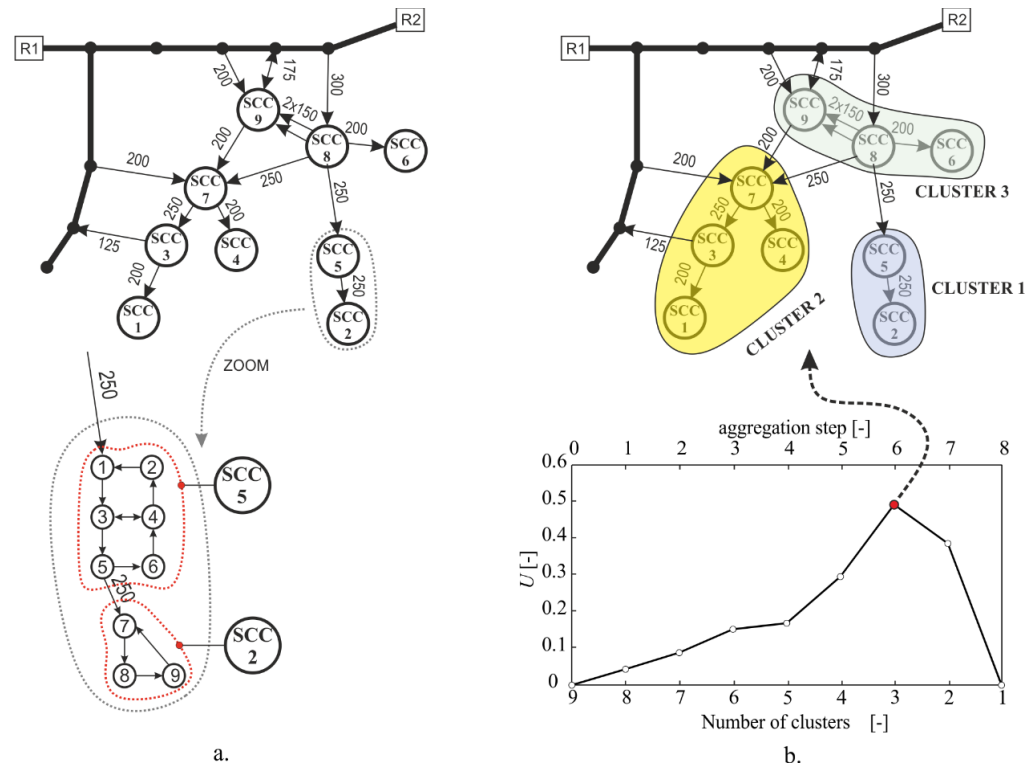 R1
R2
200
175
300
SCC
9
2x150
SCC
8
200
SCC
6
200
200
250
SCC
7
250
250
200
125
SCC
3
SCC
4
SCC
5
200
250
SCC
1
SCC
2
ZOOM
250
1
2
SCC
5
3
4
5
6
250
7
SCC
2
8
9
a.
R1
R2
200
175
300
SCC
9
2x150
SCC
8
200
SCC
6
200
200
250
CLUSTER 3
SCC
7
250
250
200
125
SCC
3
SCC
4
SCC
5
200
250
CLUSTER 1
SCC
1
CLUSTER 2
SCC
2
aggregation step [-]
0 1 2 3 4 5 6 7 8
0.6
0.5
0.4
0.3
0.2
0.1
0
U [-]
9 8 7 6 5 4 3 2 1
Number of clusters [-]
b.